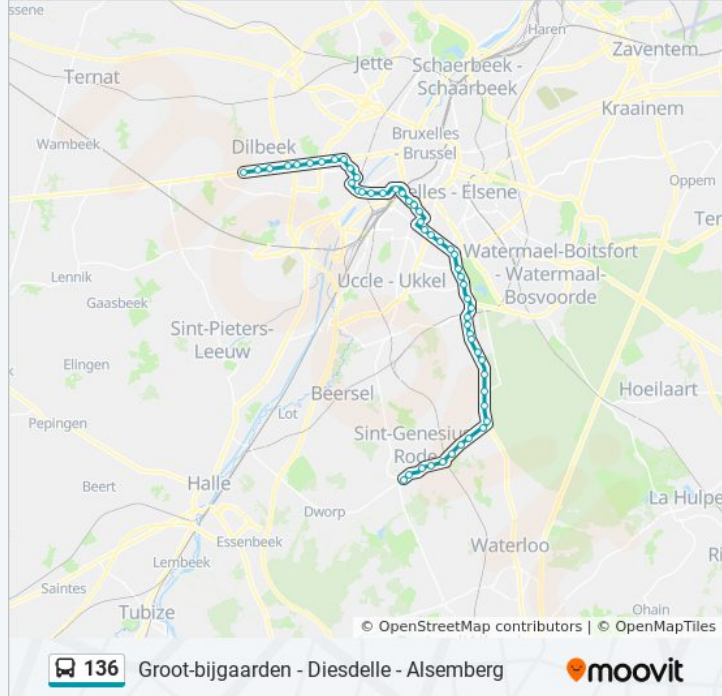 ssene
Haren
Zaventem
Jette
Schaerbeek -
Schaarbeek
Ternat
Kraainem
Wambeek
Dilbeek
Bruxelles
- Brussel
Oppem
elles - Elsene
Ter
Watermael-Boitsfort
- Watermaal-
Bosvoorde
Lennik
Uccle - Ukkel
Gaasbeek
Sint-Pieters-
Leeuw
Elingen
Beersel
Hoeilaart
Lot
Pepingen
Sint-Genesius
Rode
Beert
Halle
La Hulpe
Dworp
Essenbeek
Waterloo
Ri
Lembeek
Saintes
Ohain
Tubize
© OpenStreetMap contributors | © OpenMapTiles
136 Groot-bijgaarden - Diesdelle - Alsemberg
moovit